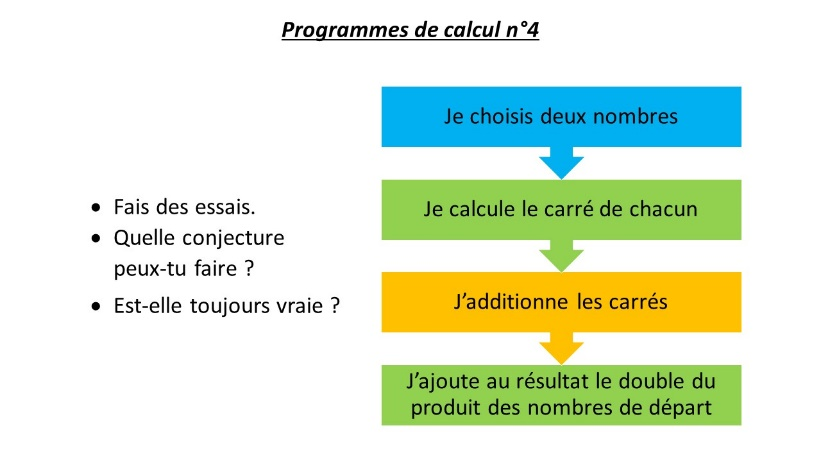 Programmes de calcul n°4
Je choisis deux nombres
Je calcule le carré de chacun
J’additionne les carrés
J’ajoute au résultat le double du
produit des nombres de départ
• Fais des essais.
• Quelle conjecture
peux-tu faire ?
• Est-elle toujours vraie ?